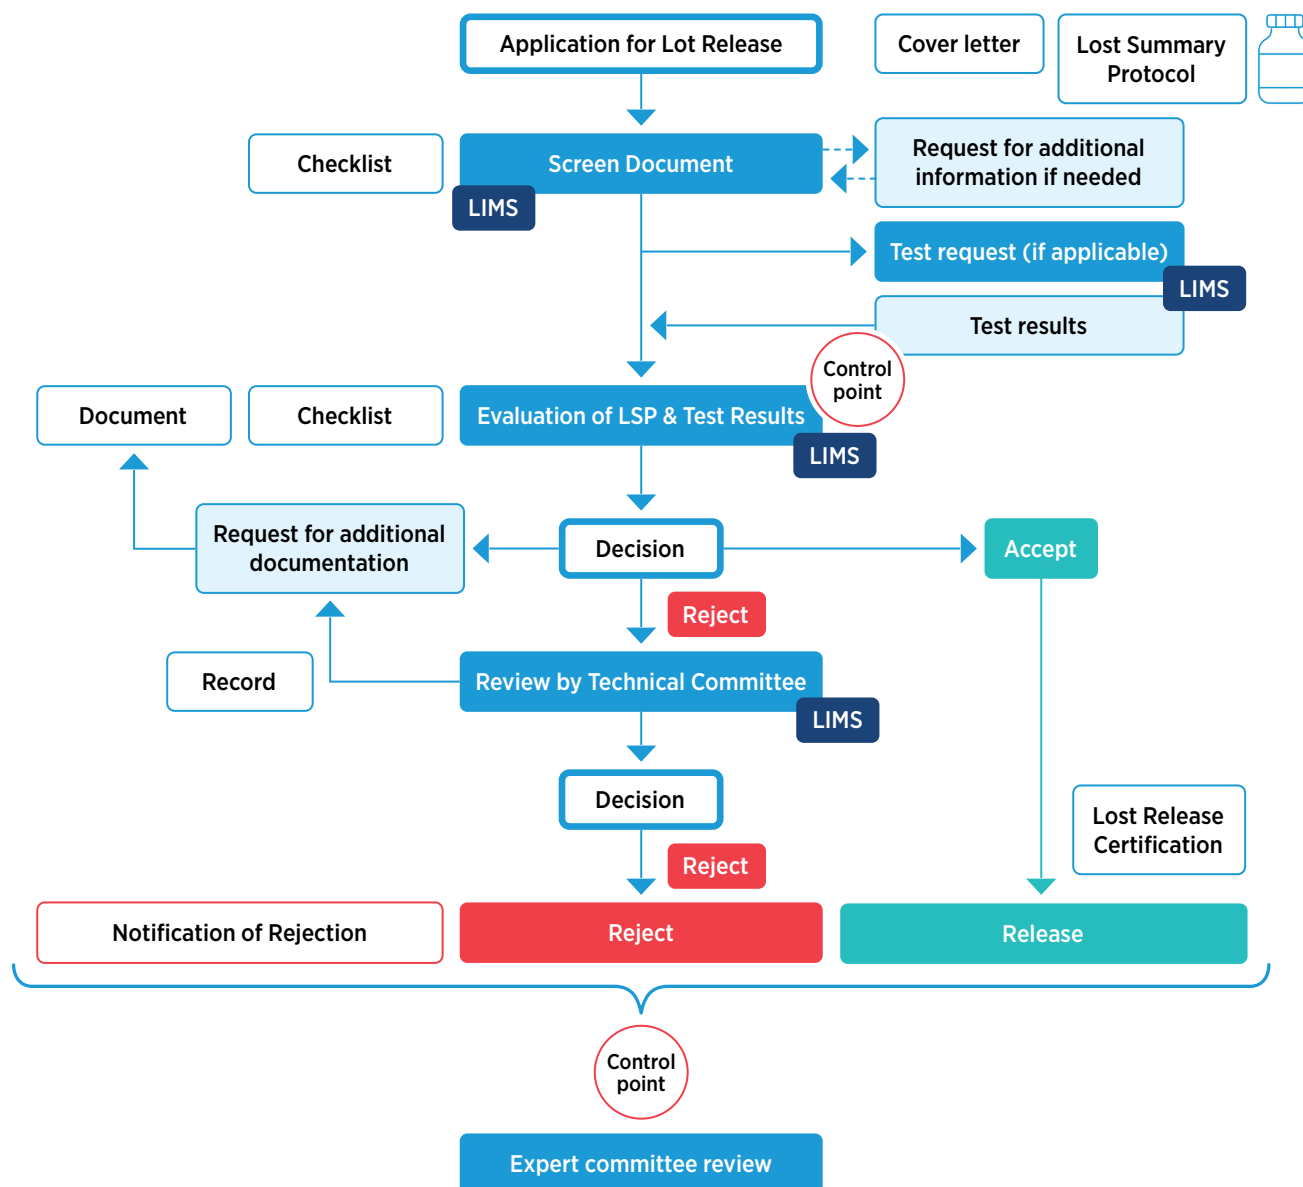 Application for Lot Release
Cover letter
Lost Summary
Protocol
Checklist
Screen Document
LIMS
Request for additional
information if needed
Test request (if applicable)
LIMS
Test results
Control
point
Document
Checklist
Evaluation of LSP & Test Results
LIMS
Request for additional
documentation
Decision
Accept
Reject
Record
Review by Technical Committee
LIMS
Decision
Lost Release
Certification
Reject
Notification of Rejection
Reject
Release
Control
point
Expert committee review